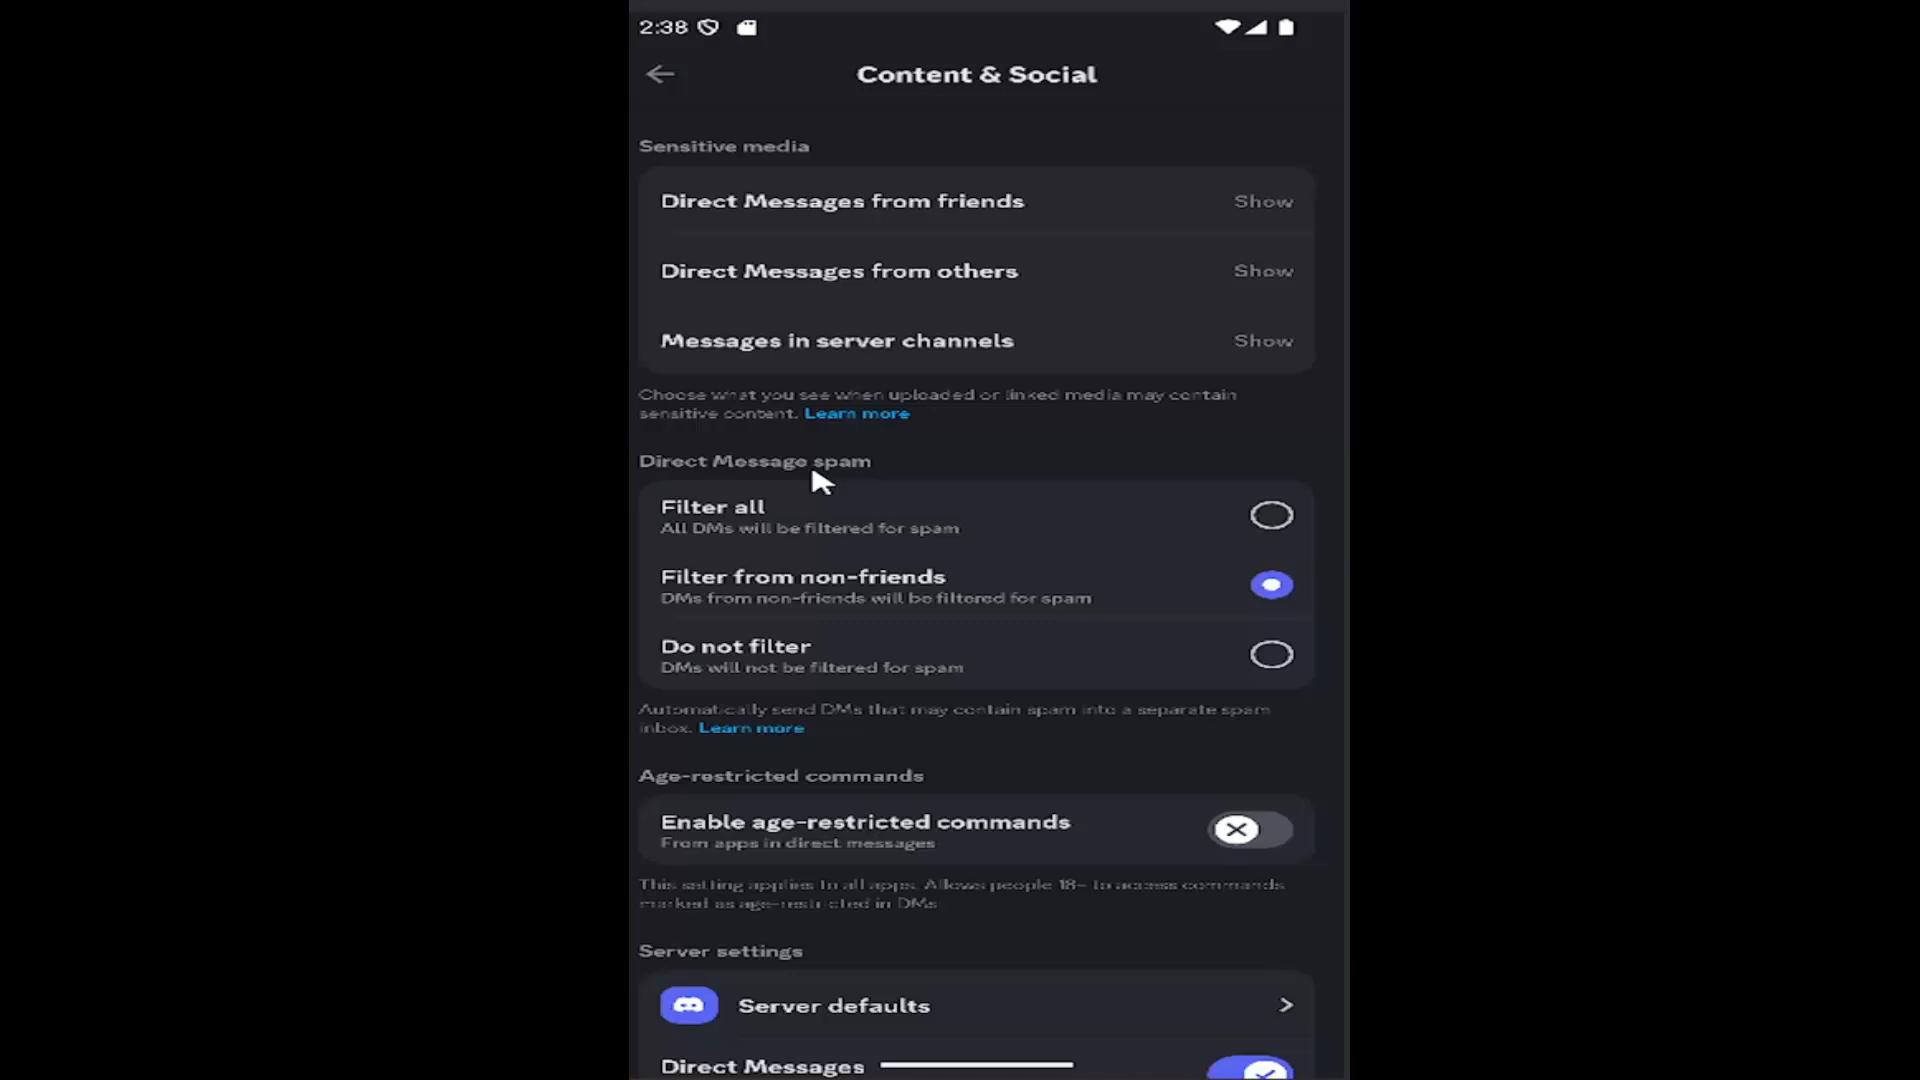 2:38
Content & Social
Sensitive media
Direct Messages from friends Show
Direct Messages from others Show
Messages in server channels Show
Choose what you see when uploaded or linked media may contain
sensitive content. Learn more
Direct Message spam
Filter all
All DMs will be filtered for spam
Filter from non-friends
DMs from non-friends will be filtered for spam
Do not filter
DMs will not be filtered for spam
Automatically send DMs that may contain spam into a separate spam
inbox. Learn more
Age-restricted commands
Enable age-restricted commands
From apps in direct messages
This setting applies to all apps. Allows people 18+ to access commands
marked as age-restricted in DMs
Server settings
Server defaults
Direct Messages